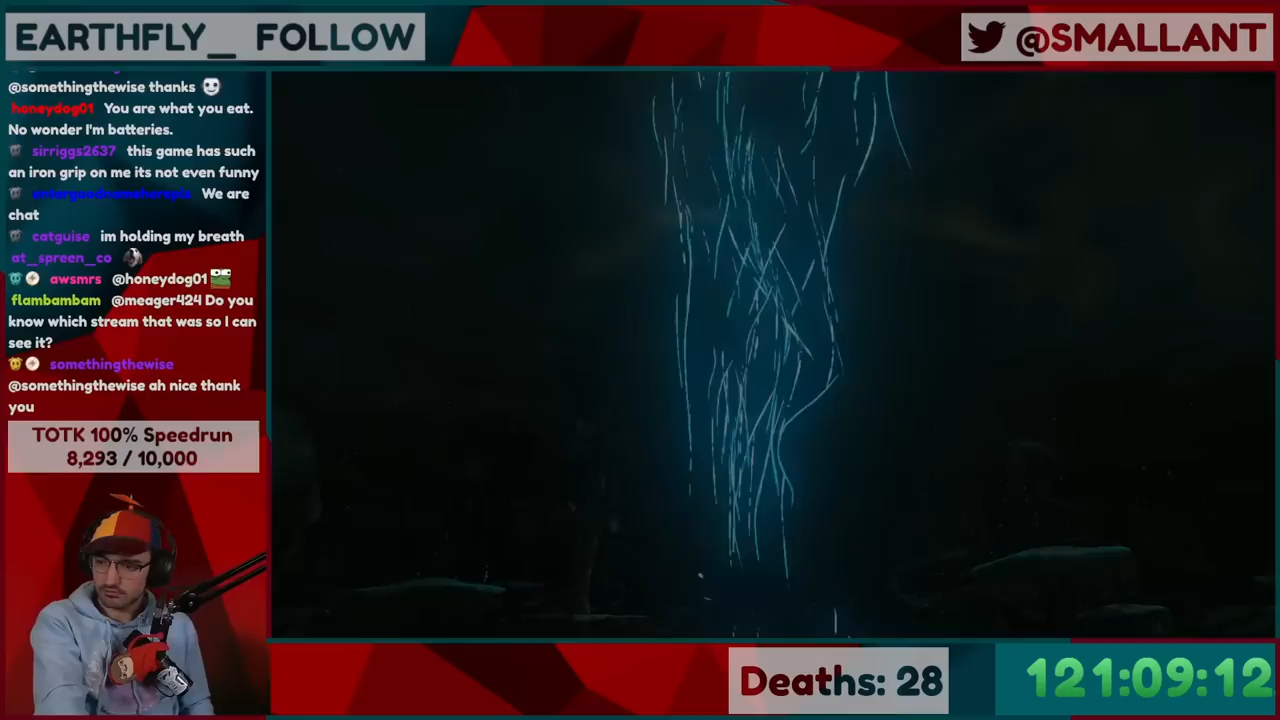 EARTHFLY_ FOLLOW
@SMALLANT
@somethingthewise thanks
honeydog01 You are what you eat.
No wonder I'm batteries.
sirriggs2637 this game has such
an iron grip on me its not even funny
entergoodnamehereplz We are
chat
catguise im holding my breath
at_spreen_co
awsmrs @honeydog01
flambambam @meager424 Do you
know which stream that was so I can
see it?
somethingthewise
@somethingthewise ah nice thank
you
TOTK 100% Speedrun
8,293 / 10,000
Deaths: 28
121:09:12